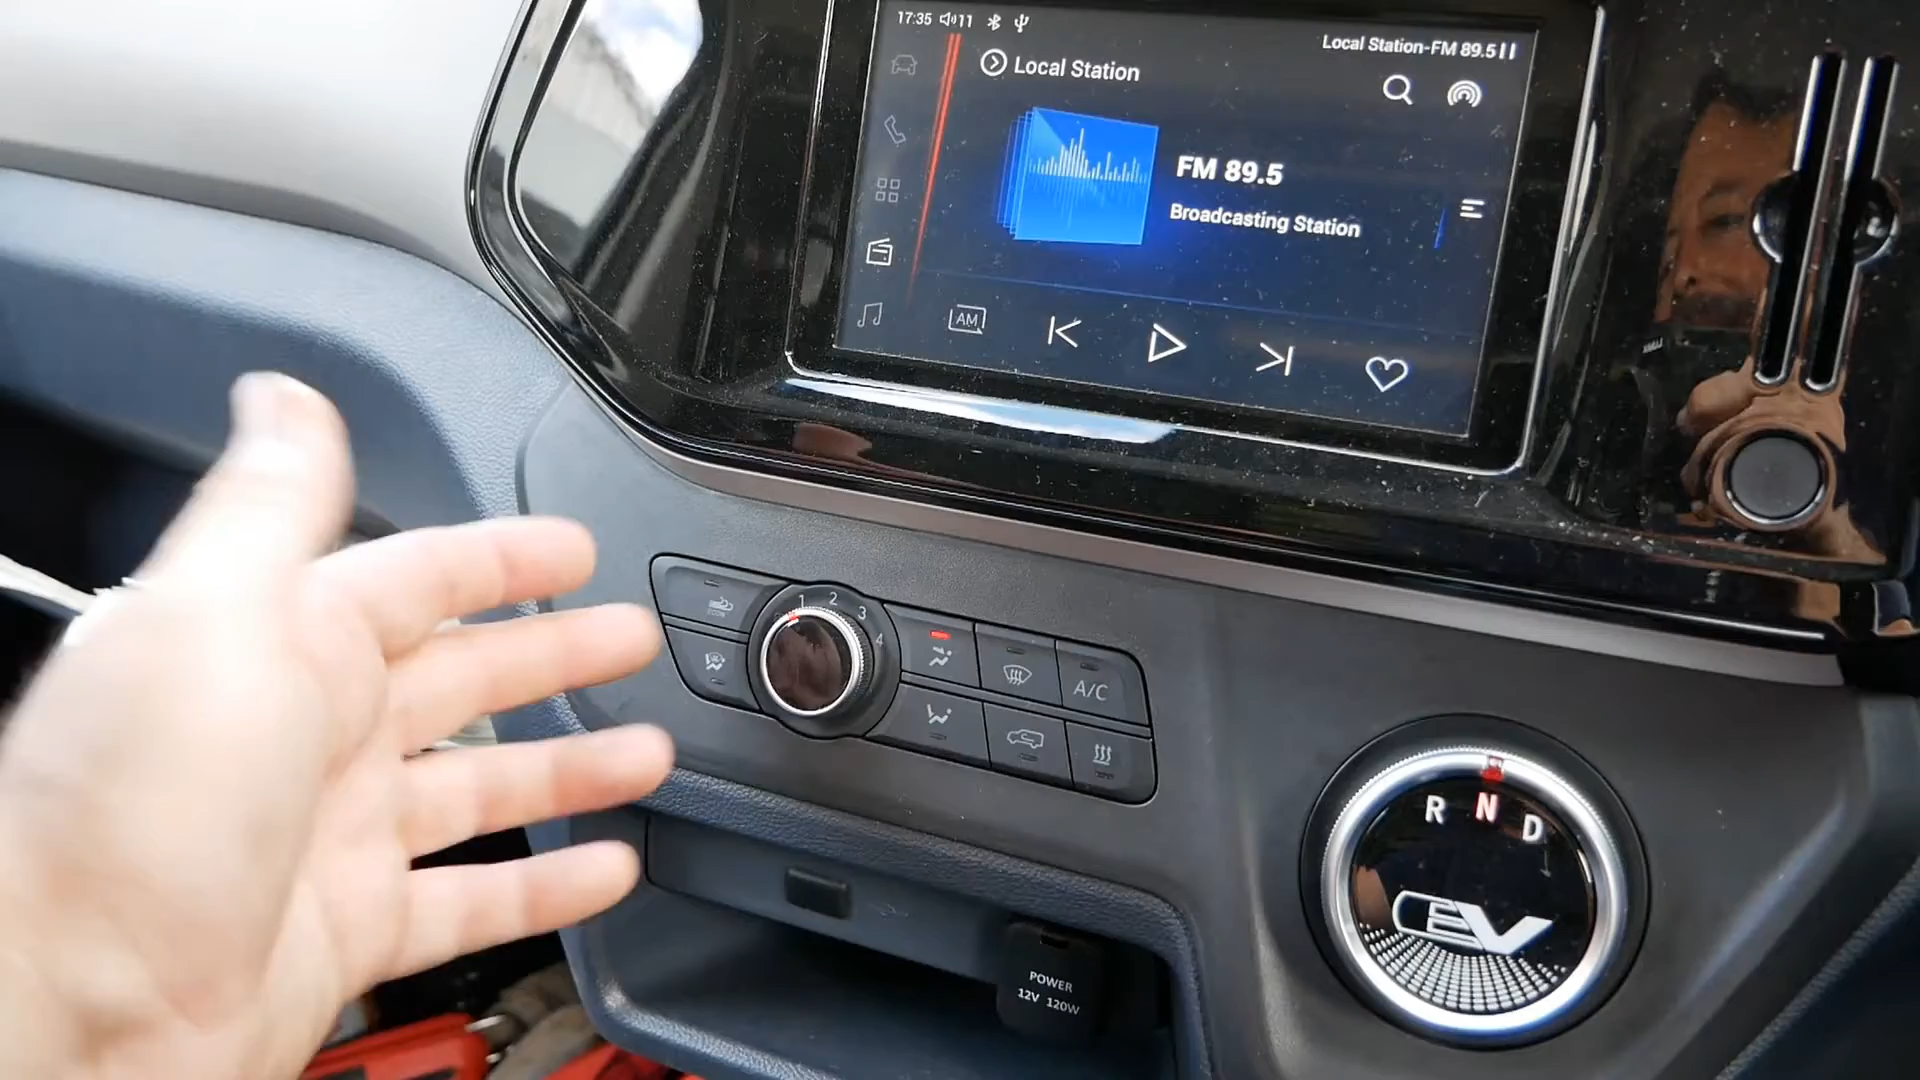 17:35 11
Local Station-FM 89.5
Local Station
FM 89.5
Broadcasting Station
AM
1 2 3 4
ECON
A/C
R N D
EV
POWER
12V 120W